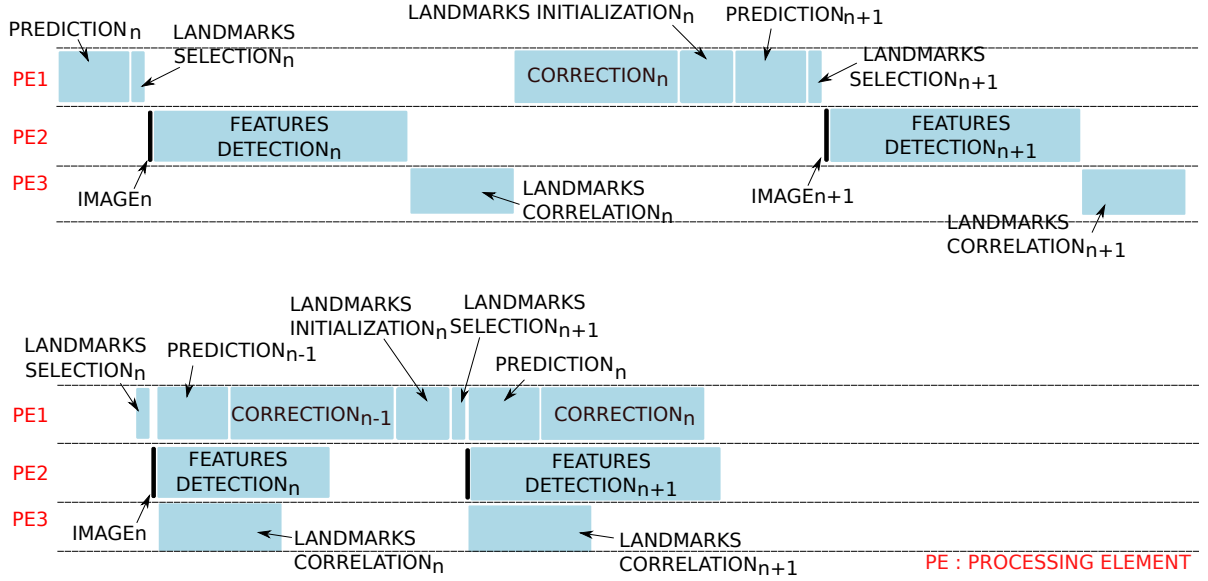 LANDMARKS INITIALIZATIONn
PREDICTIONn+1
PREDICTIONn
LANDMARKS
SELECTIONn
LANDMARKS
SELECTIONn+1
PE1
CORRECTIONn
PE2
FEATURES
DETECTIONn
FEATURES
DETECTIONn+1
PE3
IMAGEn
LANDMARKS
CORRELATIONn
IMAGEn+1
LANDMARKS
CORRELATIONn+1
LANDMARKS
INITIALIZATIONn
LANDMARKS
SELECTIONn+1
LANDMARKS
SELECTIONn
PREDICTIONn-1
PREDICTIONn
PE1
CORRECTIONn-1
CORRECTIONn
PE2
FEATURES
DETECTIONn
FEATURES
DETECTIONn+1
PE3
IMAGEn
LANDMARKS
CORRELATIONn
LANDMARKS
CORRELATIONn+1
PE : PROCESSING ELEMENT